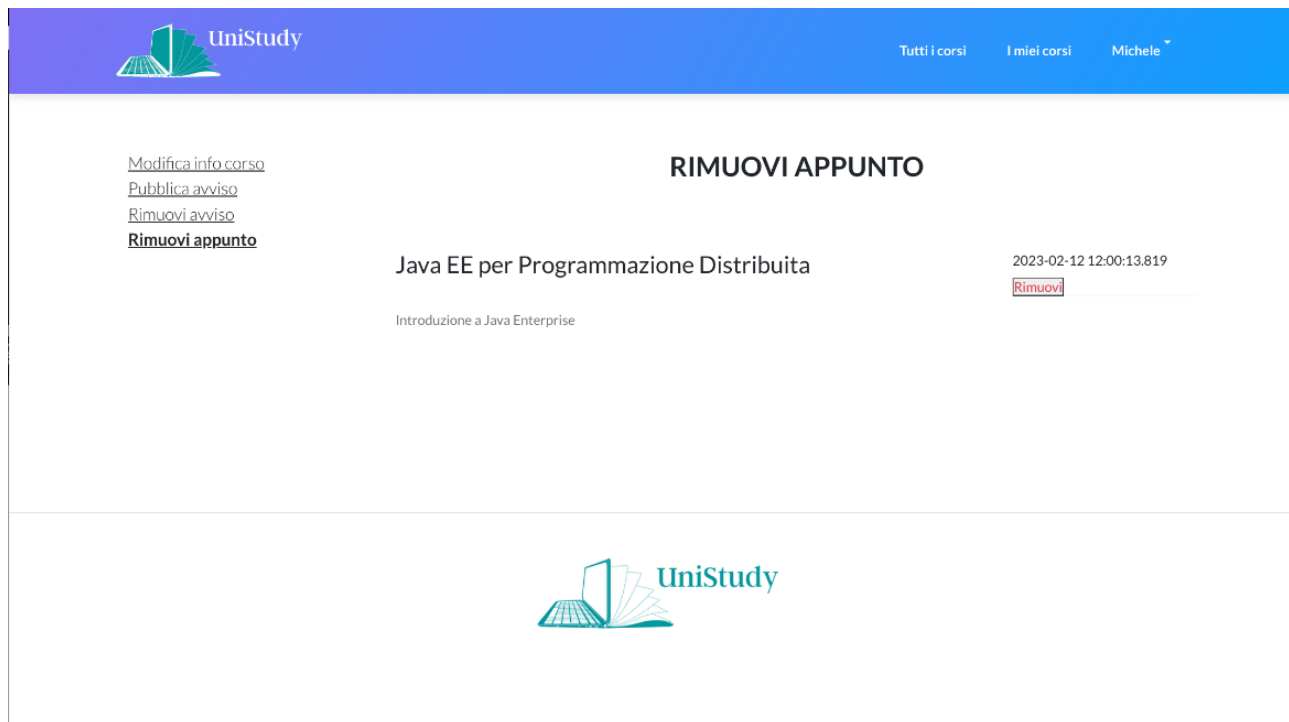 UniStudy
Tutti i corsi
I miei corsi
Michele
Modifica info corso
Pubblica avviso
Rimuovi avviso
Rimuovi appunto
RIMUOVI APPUNTO
Java EE per Programmazione Distribuita
2023-02-12 12:00:13.819
Rimuovi
Introduzione a Java Enterprise
UniStudy